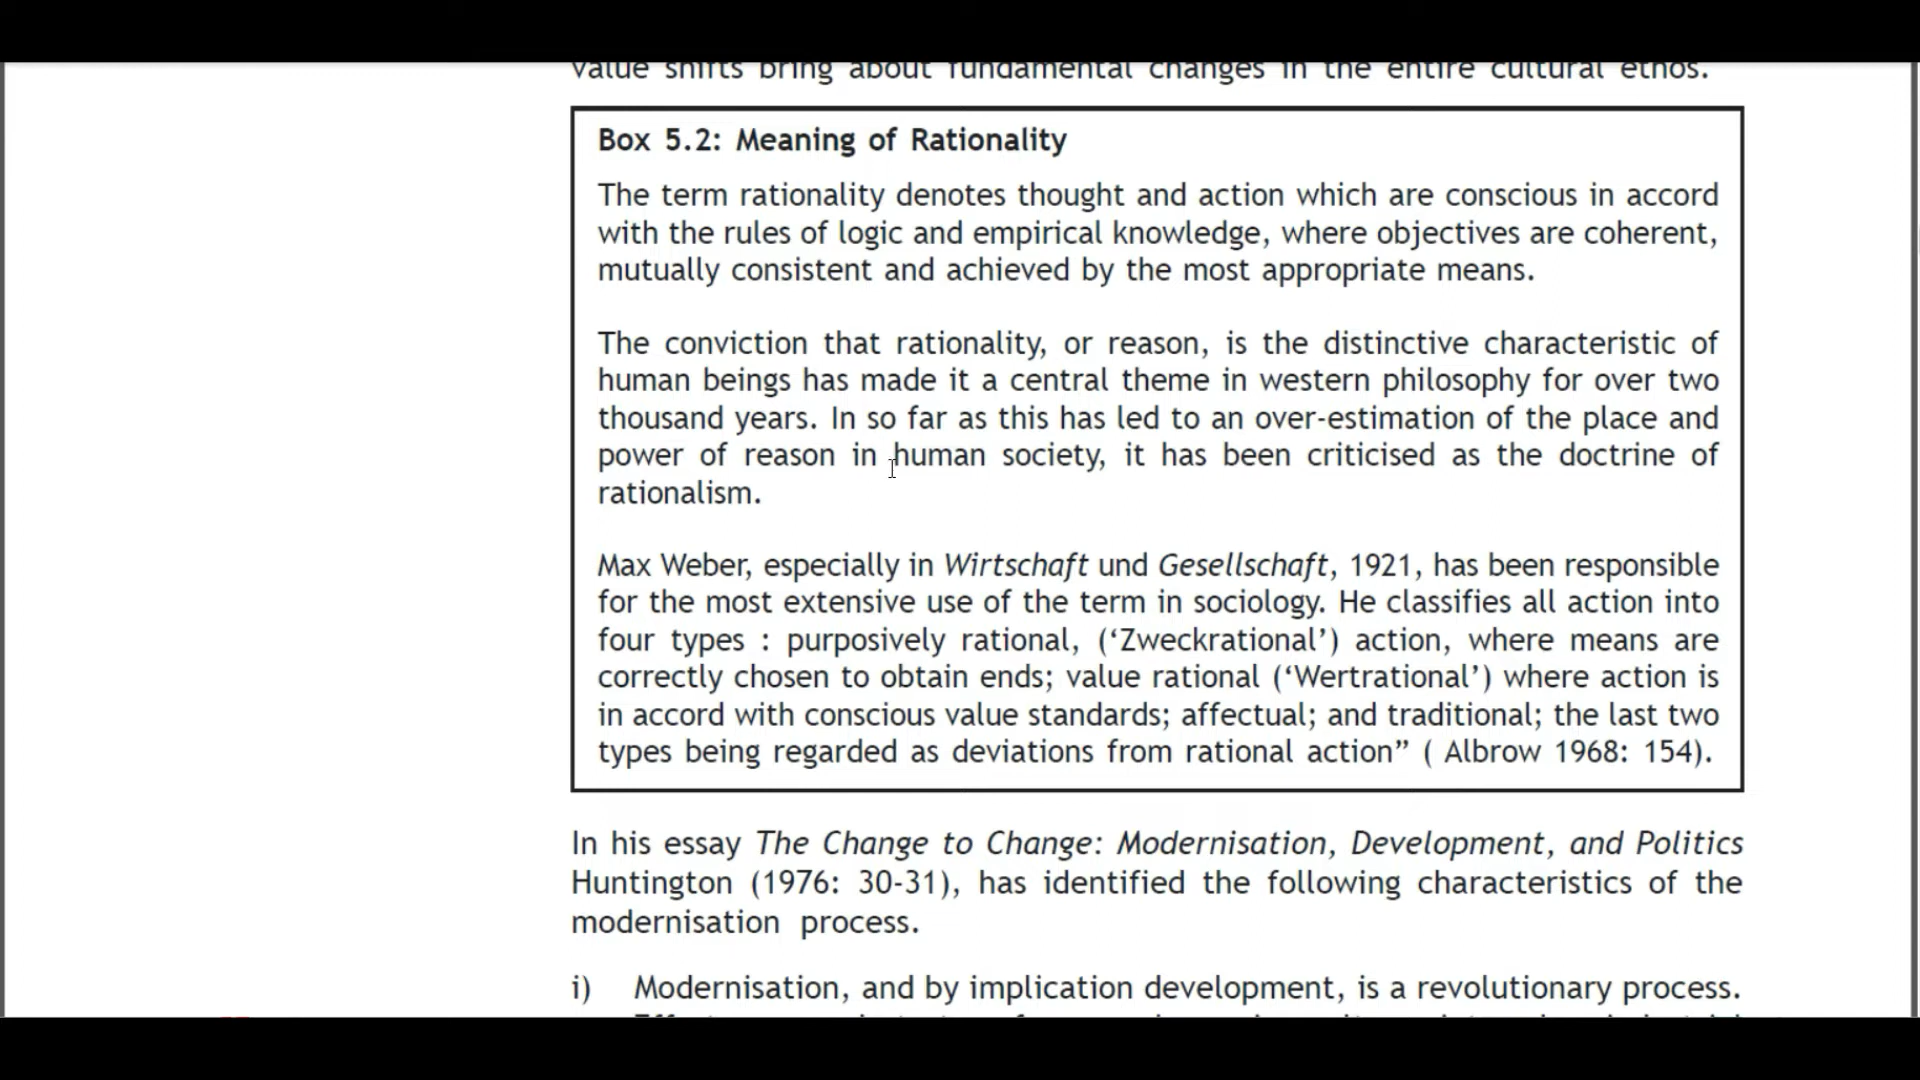 value shifts bring about fundamental changes in the entire cultural ethos.
Box 5.2: Meaning of Rationality
The term rationality denotes thought and action which are conscious in accord
with the rules of logic and empirical knowledge, where objectives are coherent,
mutually consistent and achieved by the most appropriate means.
The conviction that rationality, or reason, is the distinctive characteristic of
human beings has made it a central theme in western philosophy for over two
thousand years. In so far as this has led to an over-estimation of the place and
power of reason in human society, it has been criticised as the doctrine of
rationalism.
Max Weber, especially in Wirtschaft und Gesellschaft, 1921, has been responsible
for the most extensive use of the term in sociology. He classifies all action into
four types : purposively rational, (‘Zweckrational’) action, where means are
correctly chosen to obtain ends; value rational (‘Wertrational’) where action is
in accord with conscious value standards; affectual; and traditional; the last two
types being regarded as deviations from rational action” ( Albrow 1968: 154).
In his essay The Change to Change: Modernisation, Development, and Politics
Huntington (1976: 30-31), has identified the following characteristics of the
modernisation process.
i) Modernisation, and by implication development, is a revolutionary process.